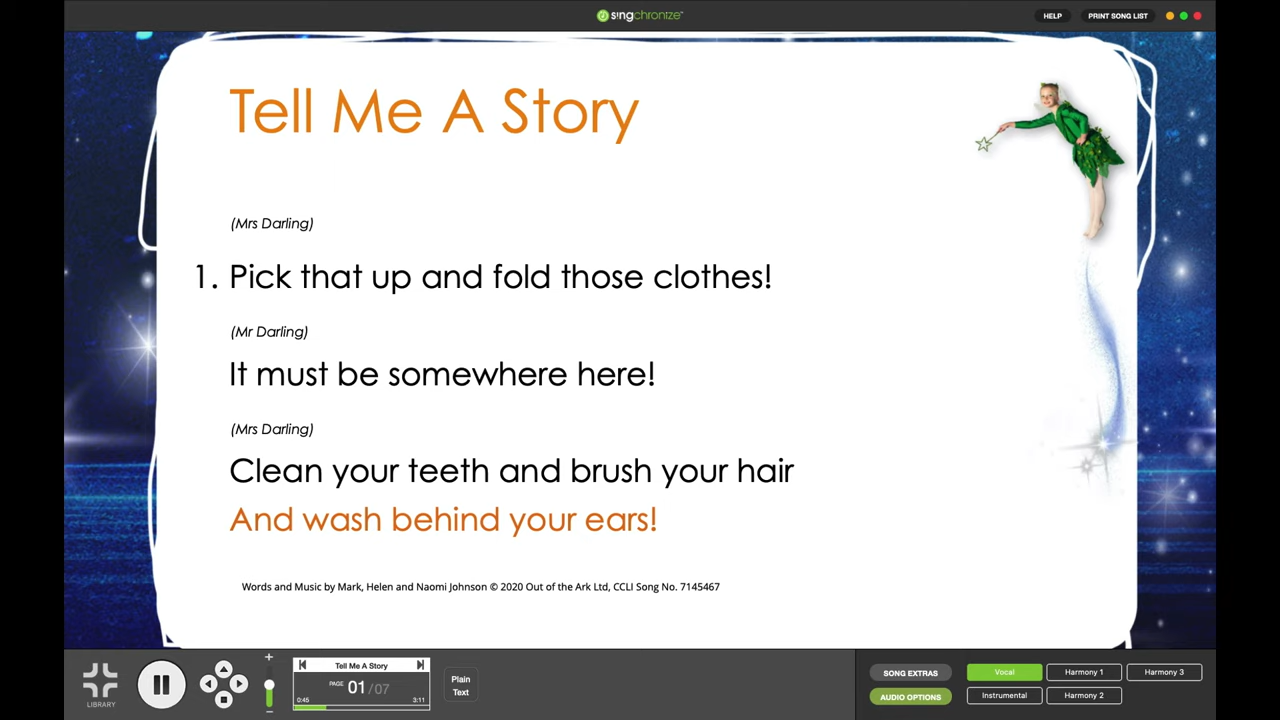 singchronize™
HELP
PRINT SONG LIST
Tell Me A Story
(Mrs Darling)
1. Pick that up and fold those clothes!
(Mr Darling)
It must be somewhere here!
(Mrs Darling)
Clean your teeth and brush your hair
And wash behind your ears!
Words and Music by Mark, Helen and Naomi Johnson © 2020 Out of the Ark Ltd, CCLI Song No. 7145467
LIBRARY
+
-
Tell Me A Story
PAGE 01/07
0:45 3:11
Plain
Text
SONG EXTRAS
AUDIO OPTIONS
Vocal Harmony 1 Harmony 3
Instrumental Harmony 2